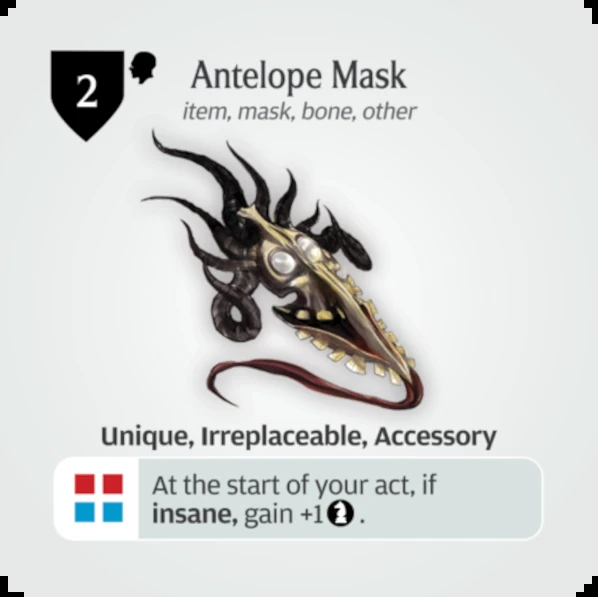 2
Antelope Mask
item, mask, bone, other
Unique, Irreplaceable, Accessory
At the start of your act, if
insane, gain +1 .